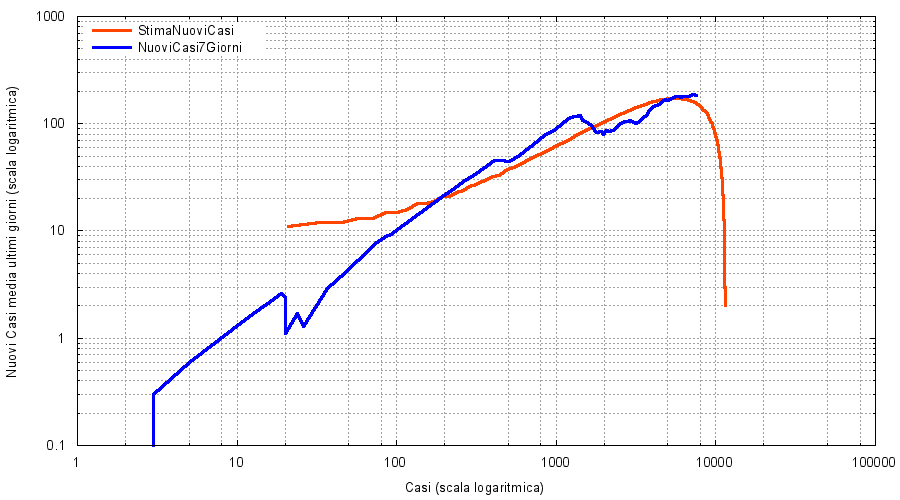 1000
StimaNuoviCasi
NuoviCasi7Giorni
100
10
1
0.1
Nuovi Casi media ultimi giorni (scala logaritmica)
1 10 100 1000 10000 100000
Casi (scala logaritmica)